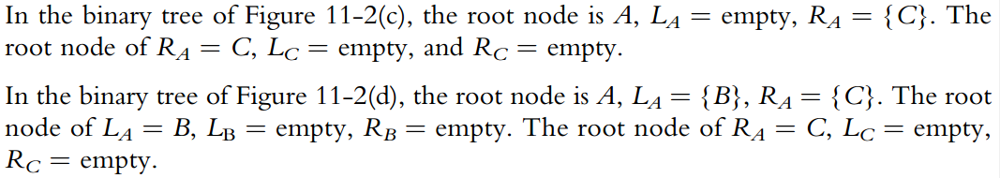 In the binary tree of Figure 11-2(c), the root node is A, L_A = empty, R_A = {C}. The
root node of R_A = C, L_C = empty, and R_C = empty.
In the binary tree of Figure 11-2(d), the root node is A, L_A = {B}, R_A = {C}. The root
node of L_A = B, L_B = empty, R_B = empty. The root node of R_A = C, L_C = empty,
R_C = empty.